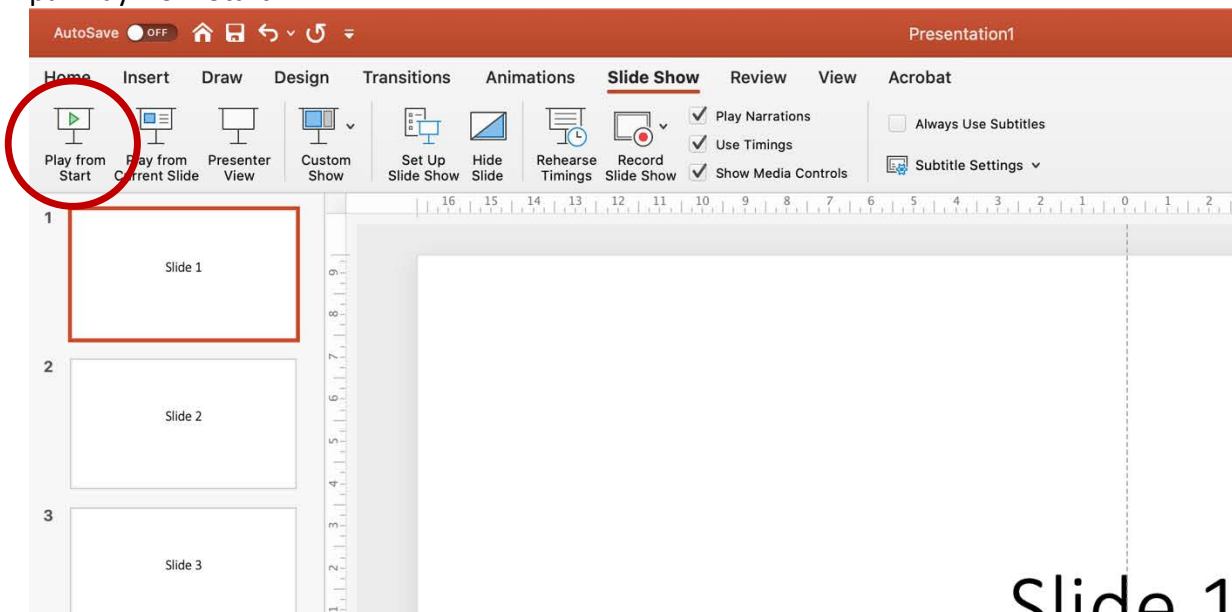 AutoSave OFF Presentation1
Home Insert Draw Design Transitions Animations Slide Show Review View Acrobat
Play from Start
Play from Current Slide
Presenter View
Custom Show
Set Up Slide Show
Hide Slide
Rehearse Timings
Record Slide Show
Play Narrations
Use Timings
Show Media Controls
Always Use Subtitles
Subtitle Settings
16 15 14 13 12 11 10 9 8 7 6 5 4 3 2 1 0 1 2
1
Slide 1
2
Slide 2
3
Slide 3
9
8
7
6
5
4
3
2
1
Slide 1